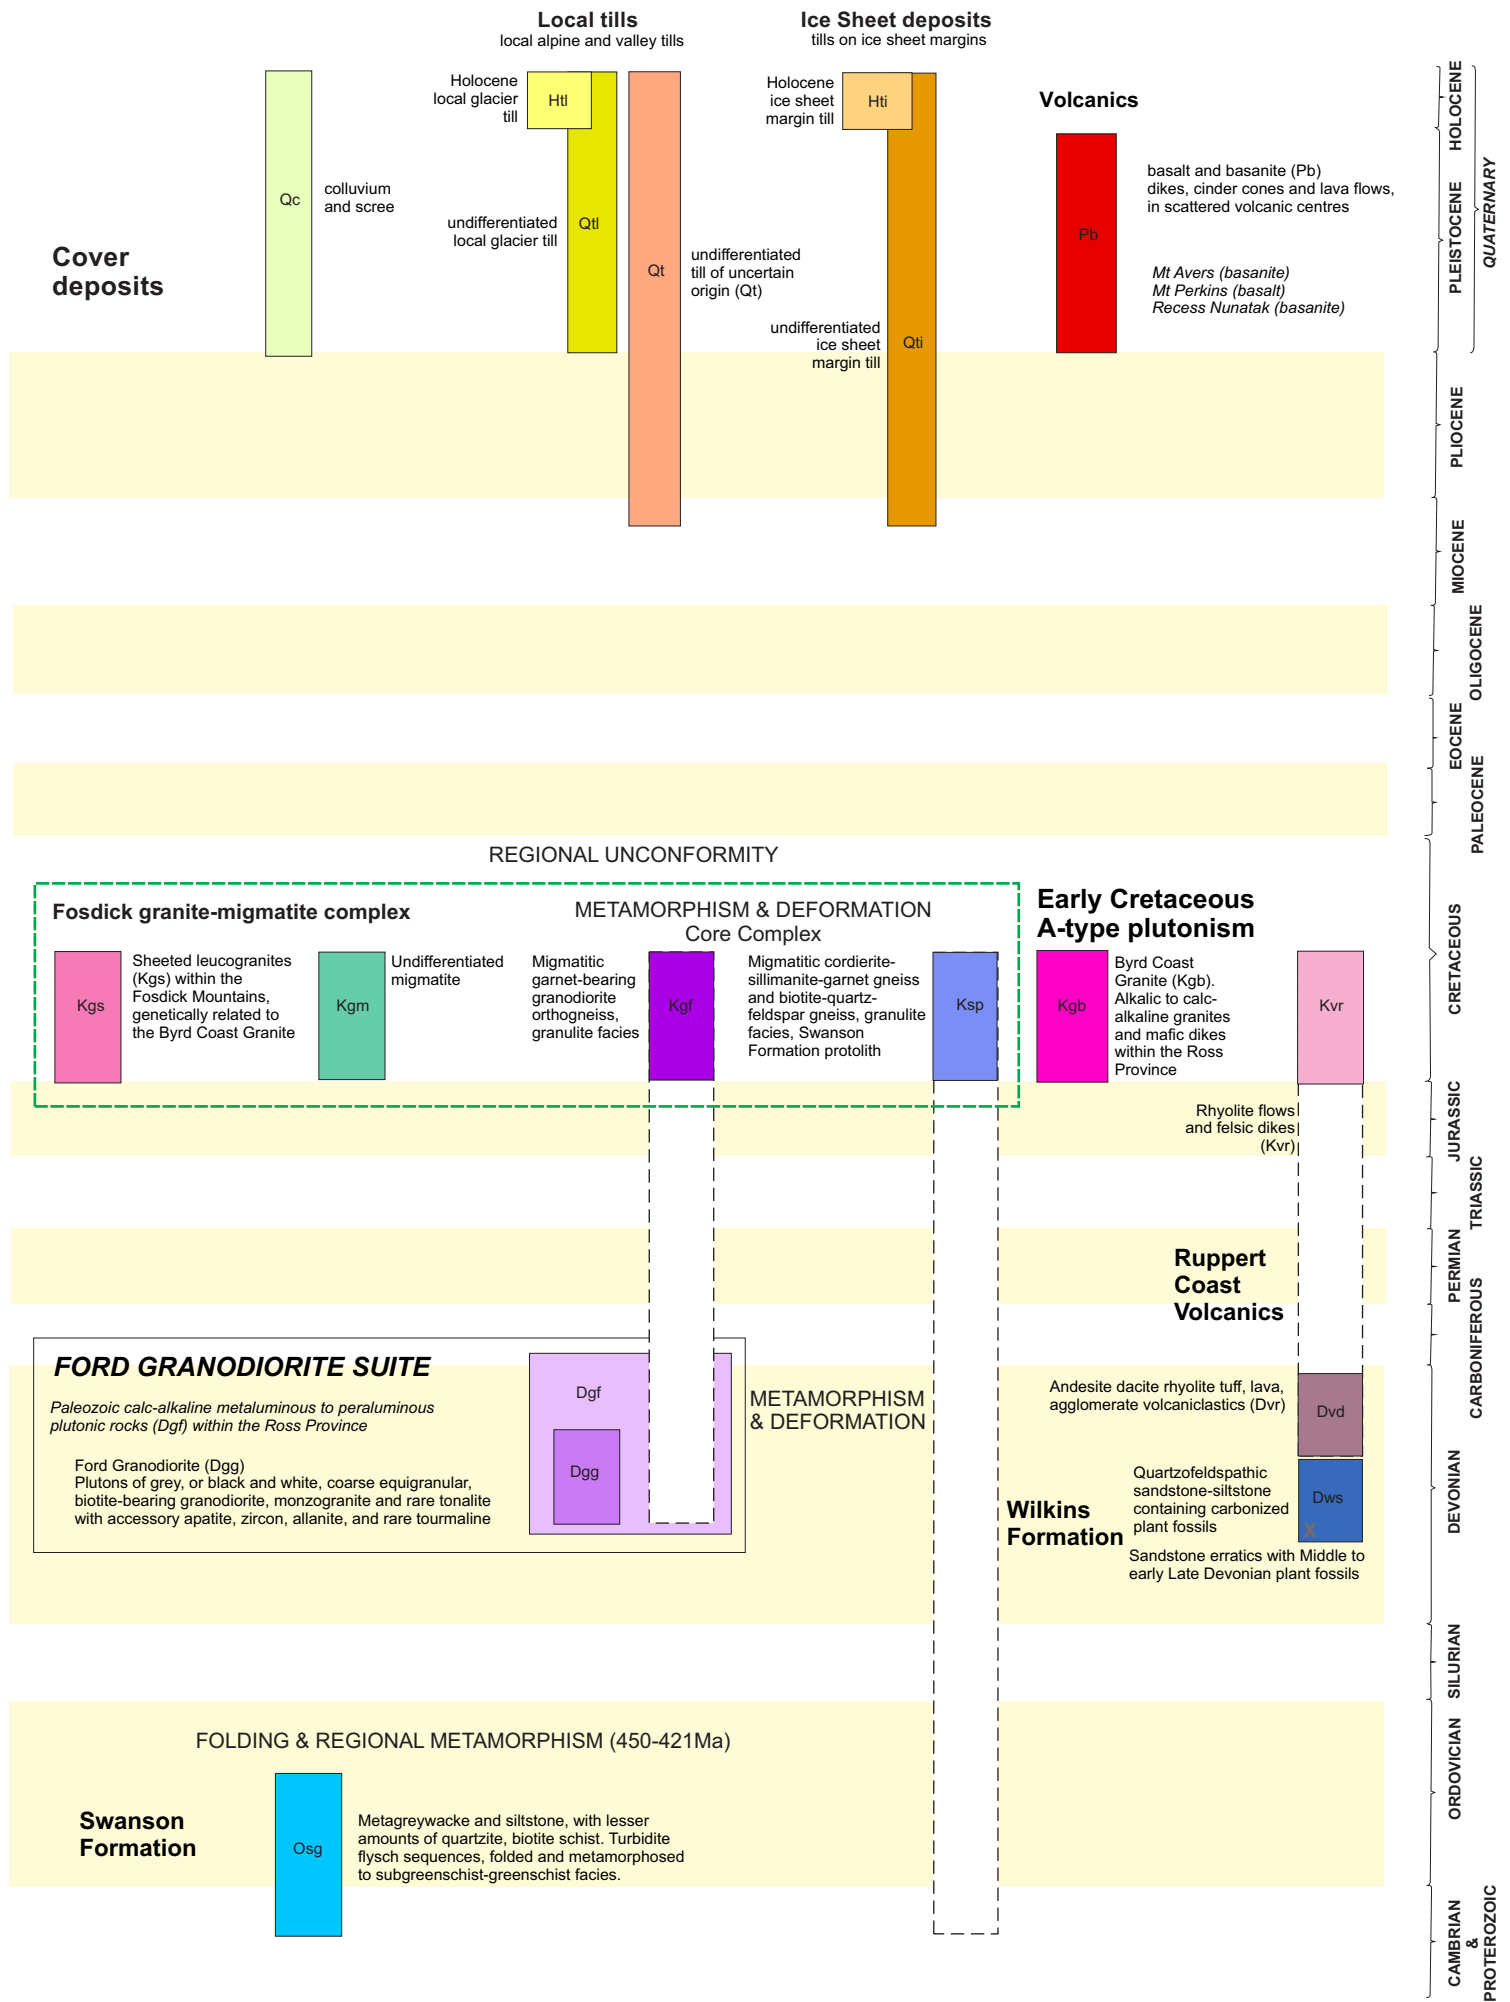 Local tills
local alpine and valley tills
Ice Sheet deposits
tills on ice sheet margins
Holocene
local glacier
till
Htl
Holocene
ice sheet
margin till
Hti
Volcanics
HOLOCENE
Cover
deposits
Qc
colluvium
and scree
undifferentiated
local glacier till
Qtl
Qt
undifferentiated
till of uncertain
origin (Qt)
undifferentiated
ice sheet
margin till
Qti
Pb
basalt and basanite (Pb)
dikes, cinder cones and lava flows,
in scattered volcanic centres
Mt Avers (basanite)
Mt Perkins (basalt)
Recess Nunatak (basanite)
PLEISTOCENE
QUATERNARY
PLIOCENE
MIOCENE
OLIGOCENE
EOCENE
PALEOCENE
REGIONAL UNCONFORMITY
Fosdick granite-migmatite complex
METAMORPHISM & DEFORMATION
Core Complex
Kgs
Sheeted leucogranites
(Kgs) within the
Fosdick Mountains,
genetically related to
the Byrd Coast Granite
Kgm
Undifferentiated
migmatite
Migmatitic
garnet-bearing
granodiorite
orthogneiss,
granulite facies
Kgf
Migmatitic cordierite-
sillimanite-garnet gneiss
and biotite-quartz-
feldspar gneiss, granulite
facies, Swanson
Formation protolith
Ksp
Early Cretaceous
A-type plutonism
Kgb
Byrd Coast
Granite (Kgb).
Alkalic to calc-
alkaline granites
and mafic dikes
within the Ross
Province
Kvr
Rhyolite flows
and felsic dikes
(Kvr)
CRETACEOUS
JURASSIC
TRIASSIC
PERMIAN
CARBONIFEROUS
Ruppert
Coast
Volcanics
FORD GRANODIORITE SUITE
Paleozoic calc-alkaline metaluminous to peraluminous
plutonic rocks (Dgf) within the Ross Province
Ford Granodiorite (Dgg)
Plutons of grey, or black and white, coarse equigranular,
biotite-bearing granodiorite, monzogranite and rare tonalite
with accessory apatite, zircon, allanite, and rare tourmaline
Dgf
Dgg
METAMORPHISM
& DEFORMATION
Andesite dacite rhyolite tuff, lava,
agglomerate volcaniclastics (Dvr)
Dvd
Wilkins
Formation
Quartzofeldspathic
sandstone-siltstone
containing carbonized
plant fossils
Dws
X
Sandstone erratics with Middle to
early Late Devonian plant fossils
DEVONIAN
SILURIAN
ORDOVICIAN
FOLDING & REGIONAL METAMORPHISM (450-421Ma)
Swanson
Formation
Osg
Metagreywacke and siltstone, with lesser
amounts of quartzite, biotite schist. Turbidite
flysch sequences, folded and metamorphosed
to subgreenschist-greenschist facies.
CAMBRIAN
&
PROTEROZOIC